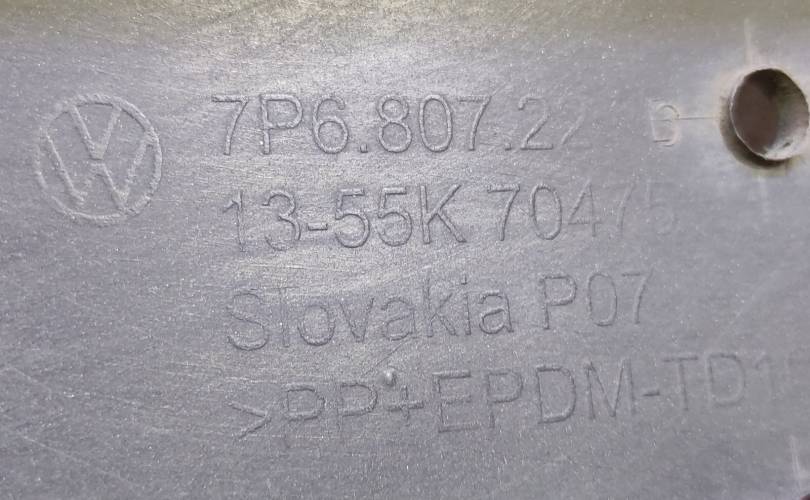 7P6.807.22 B
13-55K 70475
Slovakia P07
>PP+EPDM-TD1